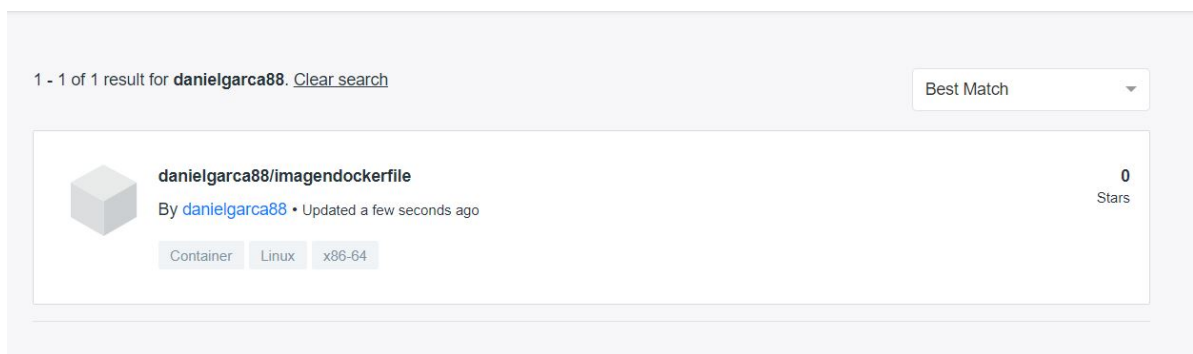 1 - 1 of 1 result for danielgarca88. Clear search
Best Match
danielgarca88/imagendockerfile
0
By danielgarca88 • Updated a few seconds ago
Stars
Container Linux x86-64